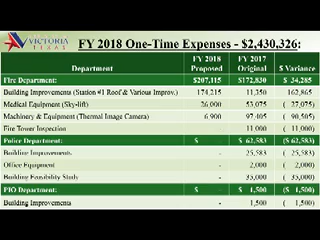 VICTORIA
TEXAS
FY 2018 One-Time Expenses - $2,430,326:
Department FY 2018 Proposed FY 2017 Original $ Variance
Fire Department: $207,115 $172,830 $ 34,285
Building Improvements (Station #1 Roof & Various Improv.) 174,215 11,350 162,865
Medical Equipment (Sky-lift) 26,000 53,075 ( 27,075)
Machinery & Equipment (Thermal Image Camera) 6,900 97,405 ( 90,505)
Fire Tower Inspection - 11,000 ( 11,000)
Police Department: $ - $ 62,583 ($ 62,583)
Building Improvements - 25,583 ( 25,583)
Office Equipment - 2,000 ( 2,000)
Building Feasibility Study - 35,000 ( 35,000)
PIO Department: $ - $ 1,500 ($ 1,500)
Building Improvements - 1,500 ( 1,500)